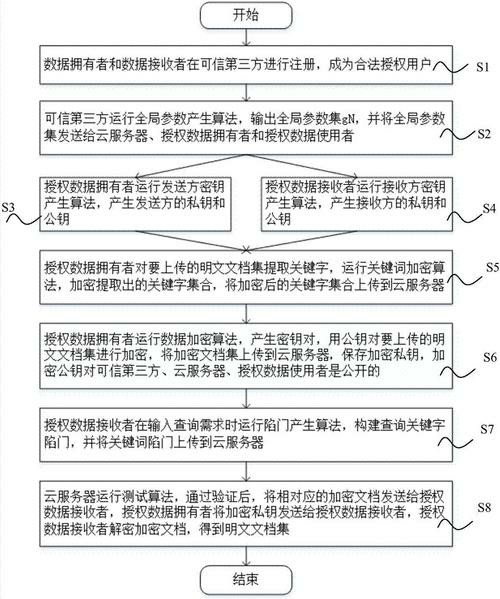 开始
数据拥有者和数据接收者在可信第三方进行注册，成为合法授权用户
S1
可信第三方运行全局参数产生算法，输出全局参数集gN，并将全局参数
集发送给云服务器、授权数据拥有者和授权数据使用者
S2
授权数据拥有者运行发送方密钥
产生算法，产生发送方的私钥和
公钥
S3
授权数据接收者运行接收方密钥
产生算法，产生接收方的私钥和
公钥
S4
授权数据拥有者对要上传的明文文档集提取关键字，运行关键词加密算
法，加密提取出的关键字集合，将加密后的关键字集合上传到云服务器
S5
授权数据拥有者运行数据加密算法，产生密钥对，用公钥对要上传的明
文文档集进行加密，将加密文档集上传到云服务器，保存加密私钥，加
密公钥对可信第三方、云服务器、授权数据使用者是公开的
S6
授权数据接收者在输入查询需求时运行陷门产生算法，构建查询关键字
陷门，并将关键词陷门上传到云服务器
S7
云服务器运行测试算法，通过验证后，将相对应的加密文档发送给授权
数据接收者，授权数据拥有者将加密私钥发送给授权数据接收者，授权
数据接收者解密加密文档，得到明文文档集
S8
结束